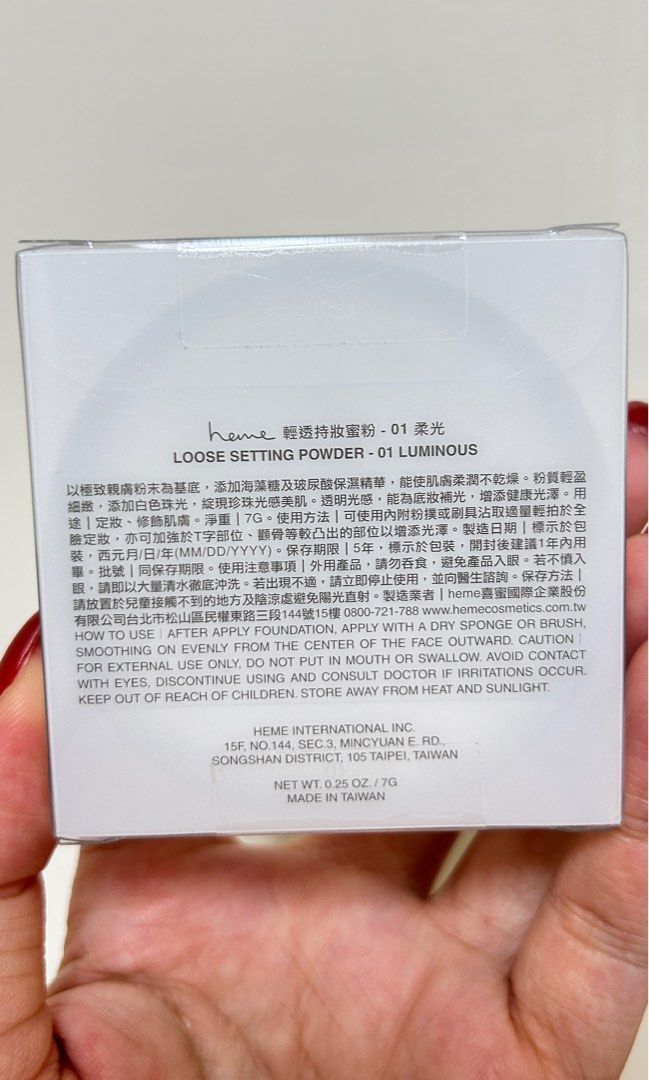 heme 輕透持妝蜜粉 - 01 柔光
LOOSE SETTING POWDER - 01 LUMINOUS
以極致親膚粉末為基底，添加海藻糖及玻尿酸保濕精華，能使肌膚柔潤不乾燥。粉質輕盈
細緻，添加白色珠光，綻現珍珠光感美肌。透明光感，能為底妝補光，增添健康光澤。用
途 | 定妝、修飾肌膚。淨重 | 7G。使用方法 | 可使用內附粉撲或刷具沾取適量輕拍於全
臉定妝，亦可加強於T字部位、顴骨等較凸出的部位以增添光澤。製造日期 | 標示於包
裝，西元月/日/年(MM/DD/YYYY)。保存期限 | 5年，標示於包裝，開封後建議1年內用
畢。批號 | 同保存期限。使用注意事項 | 外用產品，請勿吞食，避免產品入眼。若不慎入
眼，請即以大量清水徹底沖洗。若出現不適，請立即停止使用，並向醫生諮詢。保存方法 |
請放置於兒童接觸不到的地方及陰涼處避免陽光直射。製造業者 | heme喜蜜國際企業股份
有限公司台北市松山區民權東路三段144號15樓 0800-721-788 www.hemecosmetics.com.tw
HOW TO USE | AFTER APPLY FOUNDATION, APPLY WITH A DRY SPONGE OR BRUSH,
SMOOTHING ON EVENLY FROM THE CENTER OF THE FACE OUTWARD. CAUTION |
FOR EXTERNAL USE ONLY, DO NOT PUT IN MOUTH OR SWALLOW. AVOID CONTACT
WITH EYES, DISCONTINUE USING AND CONSULT DOCTOR IF IRRITATIONS OCCUR.
KEEP OUT OF REACH OF CHILDREN. STORE AWAY FROM HEAT AND SUNLIGHT.
HEME INTERNATIONAL INC.
15F, NO.144, SEC.3, MINCYUAN E. RD.,
SONGSHAN DISTRICT, 105 TAIPEI, TAIWAN
NET WT. 0.25 OZ. / 7G
MADE IN TAIWAN